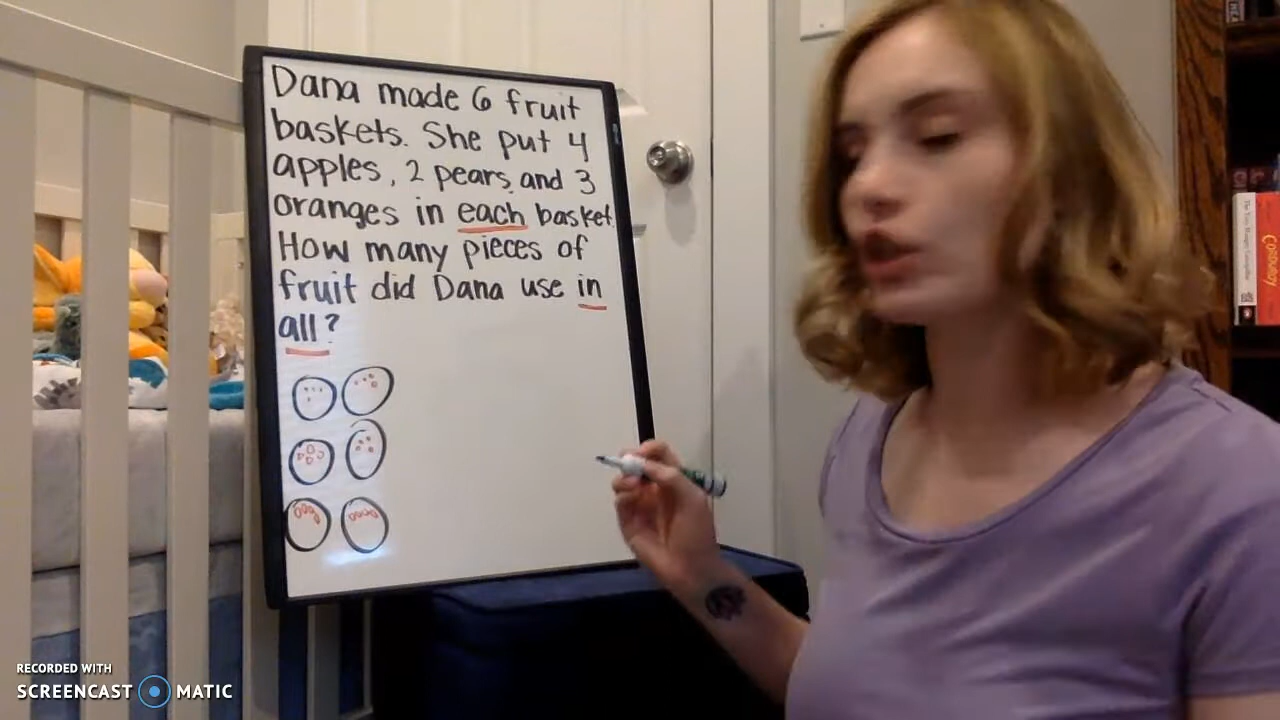 Dana made 6 fruit
baskets. She put 4
apples, 2 pears, and 3
oranges in each basket.
How many pieces of
fruit did Dana use in
all?
RECORDED WITH
SCREENCAST MATIC